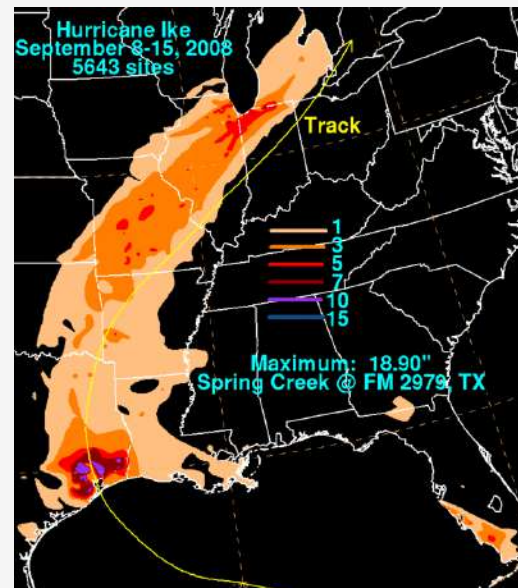 Hurricane Ike
September 8-15, 2008
5643 sites
Track
1
3
5
7
10
15
Maximum: 18.90"
Spring Creek @ FM 2979, TX